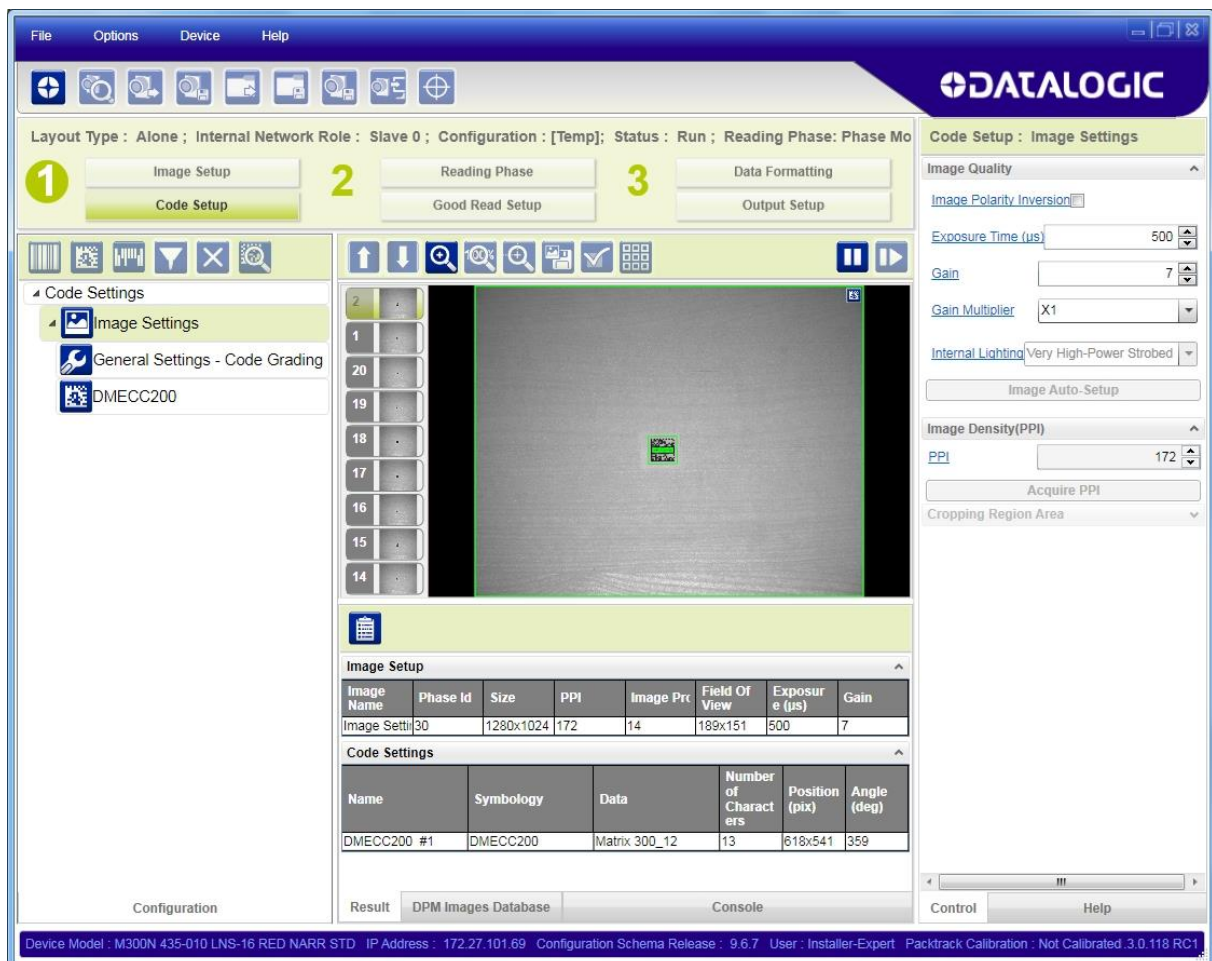 File Options Device Help
DATALOGIC
Layout Type : Alone ; Internal Network Role : Slave 0 ; Configuration : [Temp]; Status : Run ; Reading Phase: Phase Mo
1
Image Setup
Code Setup
2
Reading Phase
Good Read Setup
3
Data Formatting
Output Setup
Code Settings
Image Settings
General Settings - Code Grading
DMECC200
Configuration
100%
2
1
20
19
18
17
16
15
14
Image Setup
Image Name Phase Id Size PPI Image Prc Field Of View Exposur e (µs) Gain
Image Settir 30 1280x1024 172 14 189x151 500 7
Code Settings
Name Symbology Data Number of Charact ers Position (pix) Angle (deg)
DMECC200 #1 DMECC200 Matrix 300_12 13 618x541 359
Result DPM Images Database Console
Code Setup : Image Settings
Image Quality
Image Polarity Inversion
Exposure Time (µs) 500
Gain 7
Gain Multiplier X1
Internal Lighting Very High-Power Strobed
Image Auto-Setup
Image Density(PPI)
PPI 172
Acquire PPI
Cropping Region Area
Control Help
Device Model : M300N 435-010 LNS-16 RED NARR STD IP Address : 172.27.101.69 Configuration Schema Release : 9.6.7 User : Installer-Expert Packtrack Calibration : Not Calibrated .3.0.118 RC1